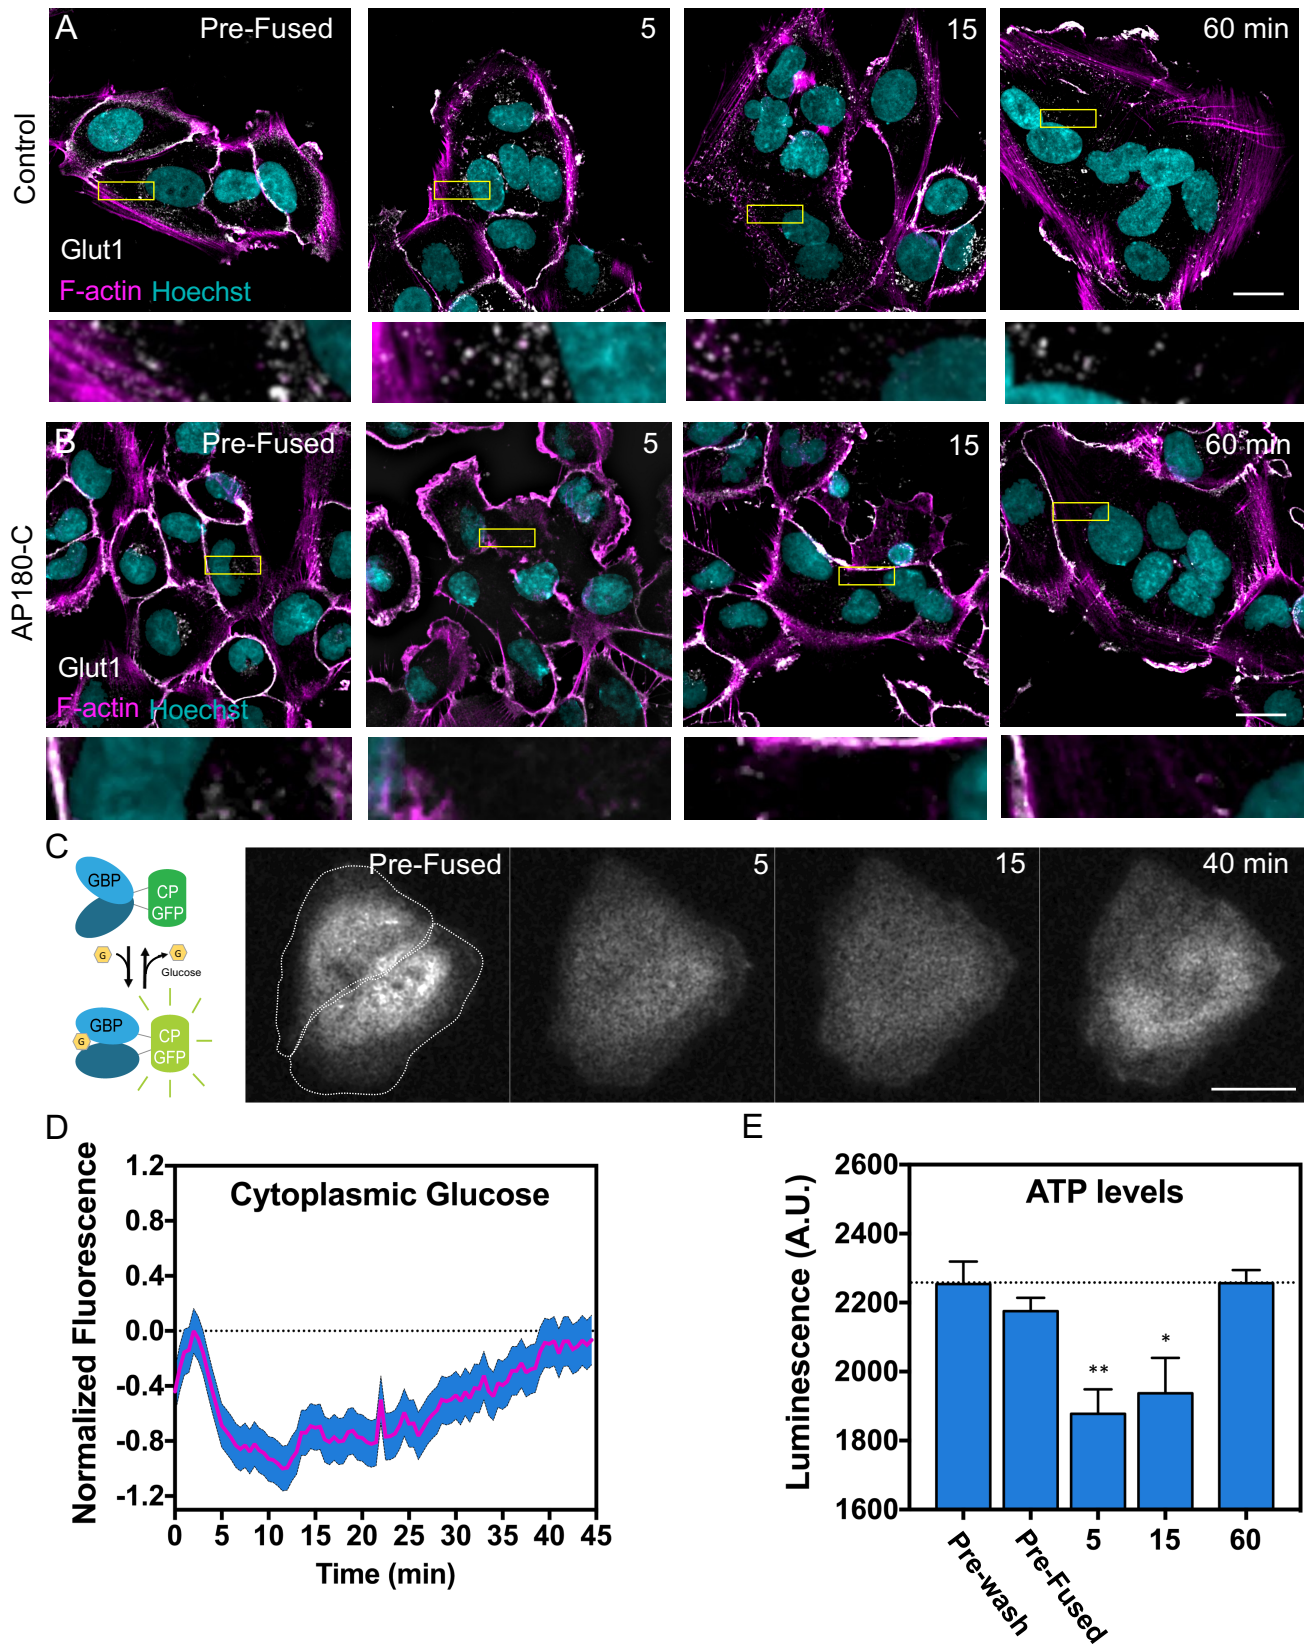 A
Pre-Fused
5
15
60 min
Control
Glut1
F-actin Hoechst
B
Pre-Fused
5
15
60 min
AP180-C
Glut1
F-actin Hoechst
C
GBP
CP
GFP
G
G
Glucose
GBP
G
CP
GFP
Pre-Fused
5
15
40 min
D
Cytoplasmic Glucose
Normalized Fluorescence
1.2
0.8
0.4
0.0
-0.4
-0.8
-1.2
0 5 10 15 20 25 30 35 40 45
Time (min)
E
ATP levels
Luminescence (A.U.)
2600
2400
2200
2000
1800
1600
**
*
Pre-wash
Pre-Fused
5
15
60